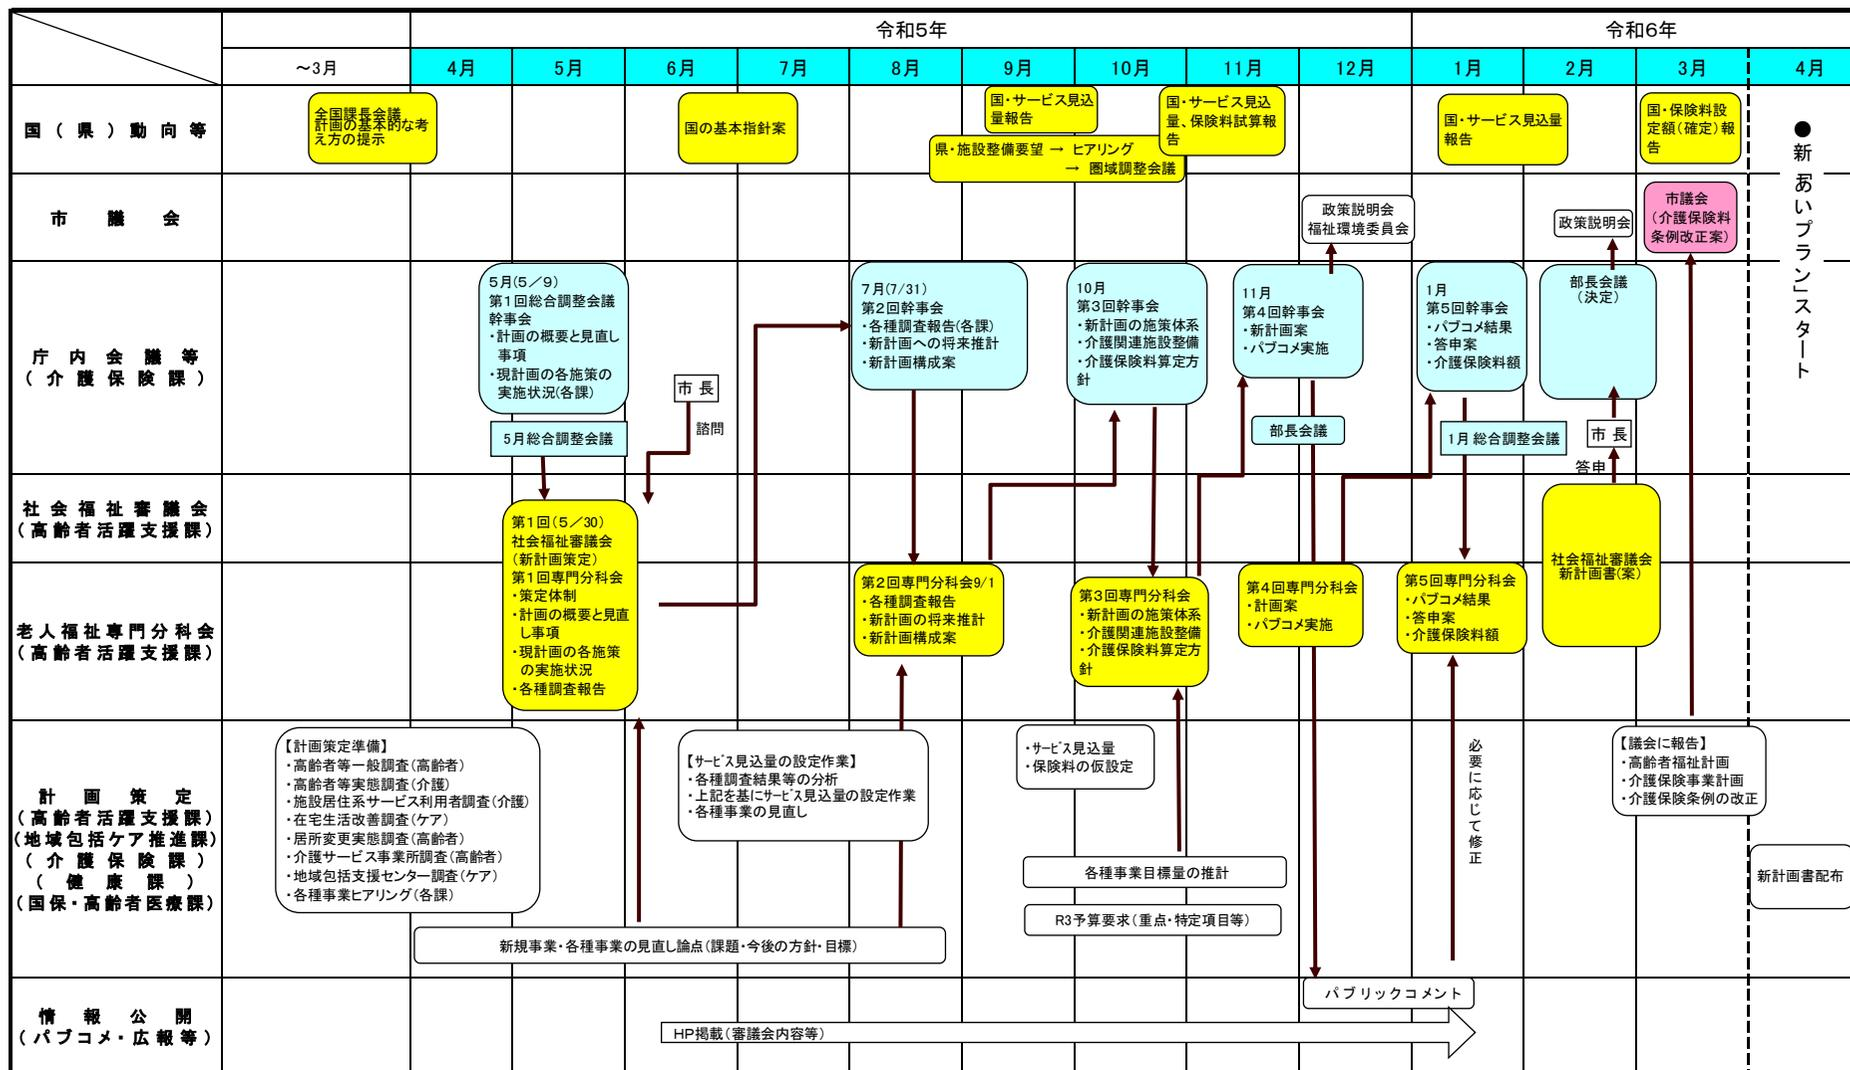 令和5年
令和6年
～3月
4月
5月
6月
7月
8月
9月
10月
11月
12月
1月
2月
3月
4月
国(県)動向等
全国課長会議
計画の基本的な考
え方の提示
国の基本指針案
国・サービス見込
量報告
県・施設整備要望 → ヒアリング
→ 圏域調整会議
国・サービス見込
量、保険料試算報
告
国・サービス見込量
報告
国・保険料設
定額(確定)報
告
●新「あいプラン」スタート
市議会
政策説明会
福祉環境委員会
政策説明会
市議会
(介護保険料
条例改正案)
庁内会議等
(介護保険課)
5月(5/9)
第1回総合調整会議
幹事会
・計画の概要と見直し
事項
・現計画の各施策の
実施状況(各課)
5月総合調整会議
市 長
諮問
7月(7/31)
第2回幹事会
・各種調査報告(各課)
・新計画への将来推計
・新計画構成案
10月
第3回幹事会
・新計画の施策体系
・介護関連施設整備
・介護保険料算定方
針
11月
第4回幹事会
・新計画案
・パブコメ実施
部長会議
1月
第5回幹事会
・パブコメ結果
・答申案
・介護保険料額
1月総合調整会議
部長会議
(決定)
市 長
答申
社会福祉審議会
(高齢者活躍支援課)
第1回(5/30)
社会福祉審議会
(新計画策定)
第1回専門分科会
・策定体制
・計画の概要と見直
し事項
・現計画の各施策
の実施状況
・各種調査報告
社会福祉審議会
新計画書(案)
老人福祉専門分科会
(高齢者活躍支援課)
第2回専門分科会9/1
・各種調査報告
・新計画の将来推計
・新計画構成案
第3回専門分科会
・新計画の施策体系
・介護関連施設整備
・介護保険料算定方
針
第4回専門分科会
・計画案
・パブコメ実施
第5回専門分科会
・パブコメ結果
・答申案
・介護保険料額
計画策定
(高齢者活躍支援課)
(地域包括ケア推進課)
(介護保険課)
(健康課)
(国保・高齢者医療課)
【計画策定準備】
・高齢者等一般調査(高齢者)
・高齢者等実態調査(介護)
・施設居住系サービス利用者調査(介護)
・在宅生活改善調査(ケア)
・居所変更実態調査(高齢者)
・介護サービス事業所調査(高齢者)
・地域包括支援センター調査(ケア)
・各種事業ヒアリング(各課)
【サービス見込量の設定作業】
・各種調査結果等の分析
・上記を基にサービス見込量の設定作業
・各種事業の見直し
・サービス見込量
・保険料の仮設定
各種事業目標量の推計
R3予算要求(重点・特定項目等)
新規事業・各種事業の見直し論点(課題・今後の方針・目標)
必要に応じて修正
【議会に報告】
・高齢者福祉計画
・介護保険事業計画
・介護保険条例の改正
新計画書配布
情報公開
(パブコメ・広報等)
パブリックコメント
HP掲載(審議会内容等)